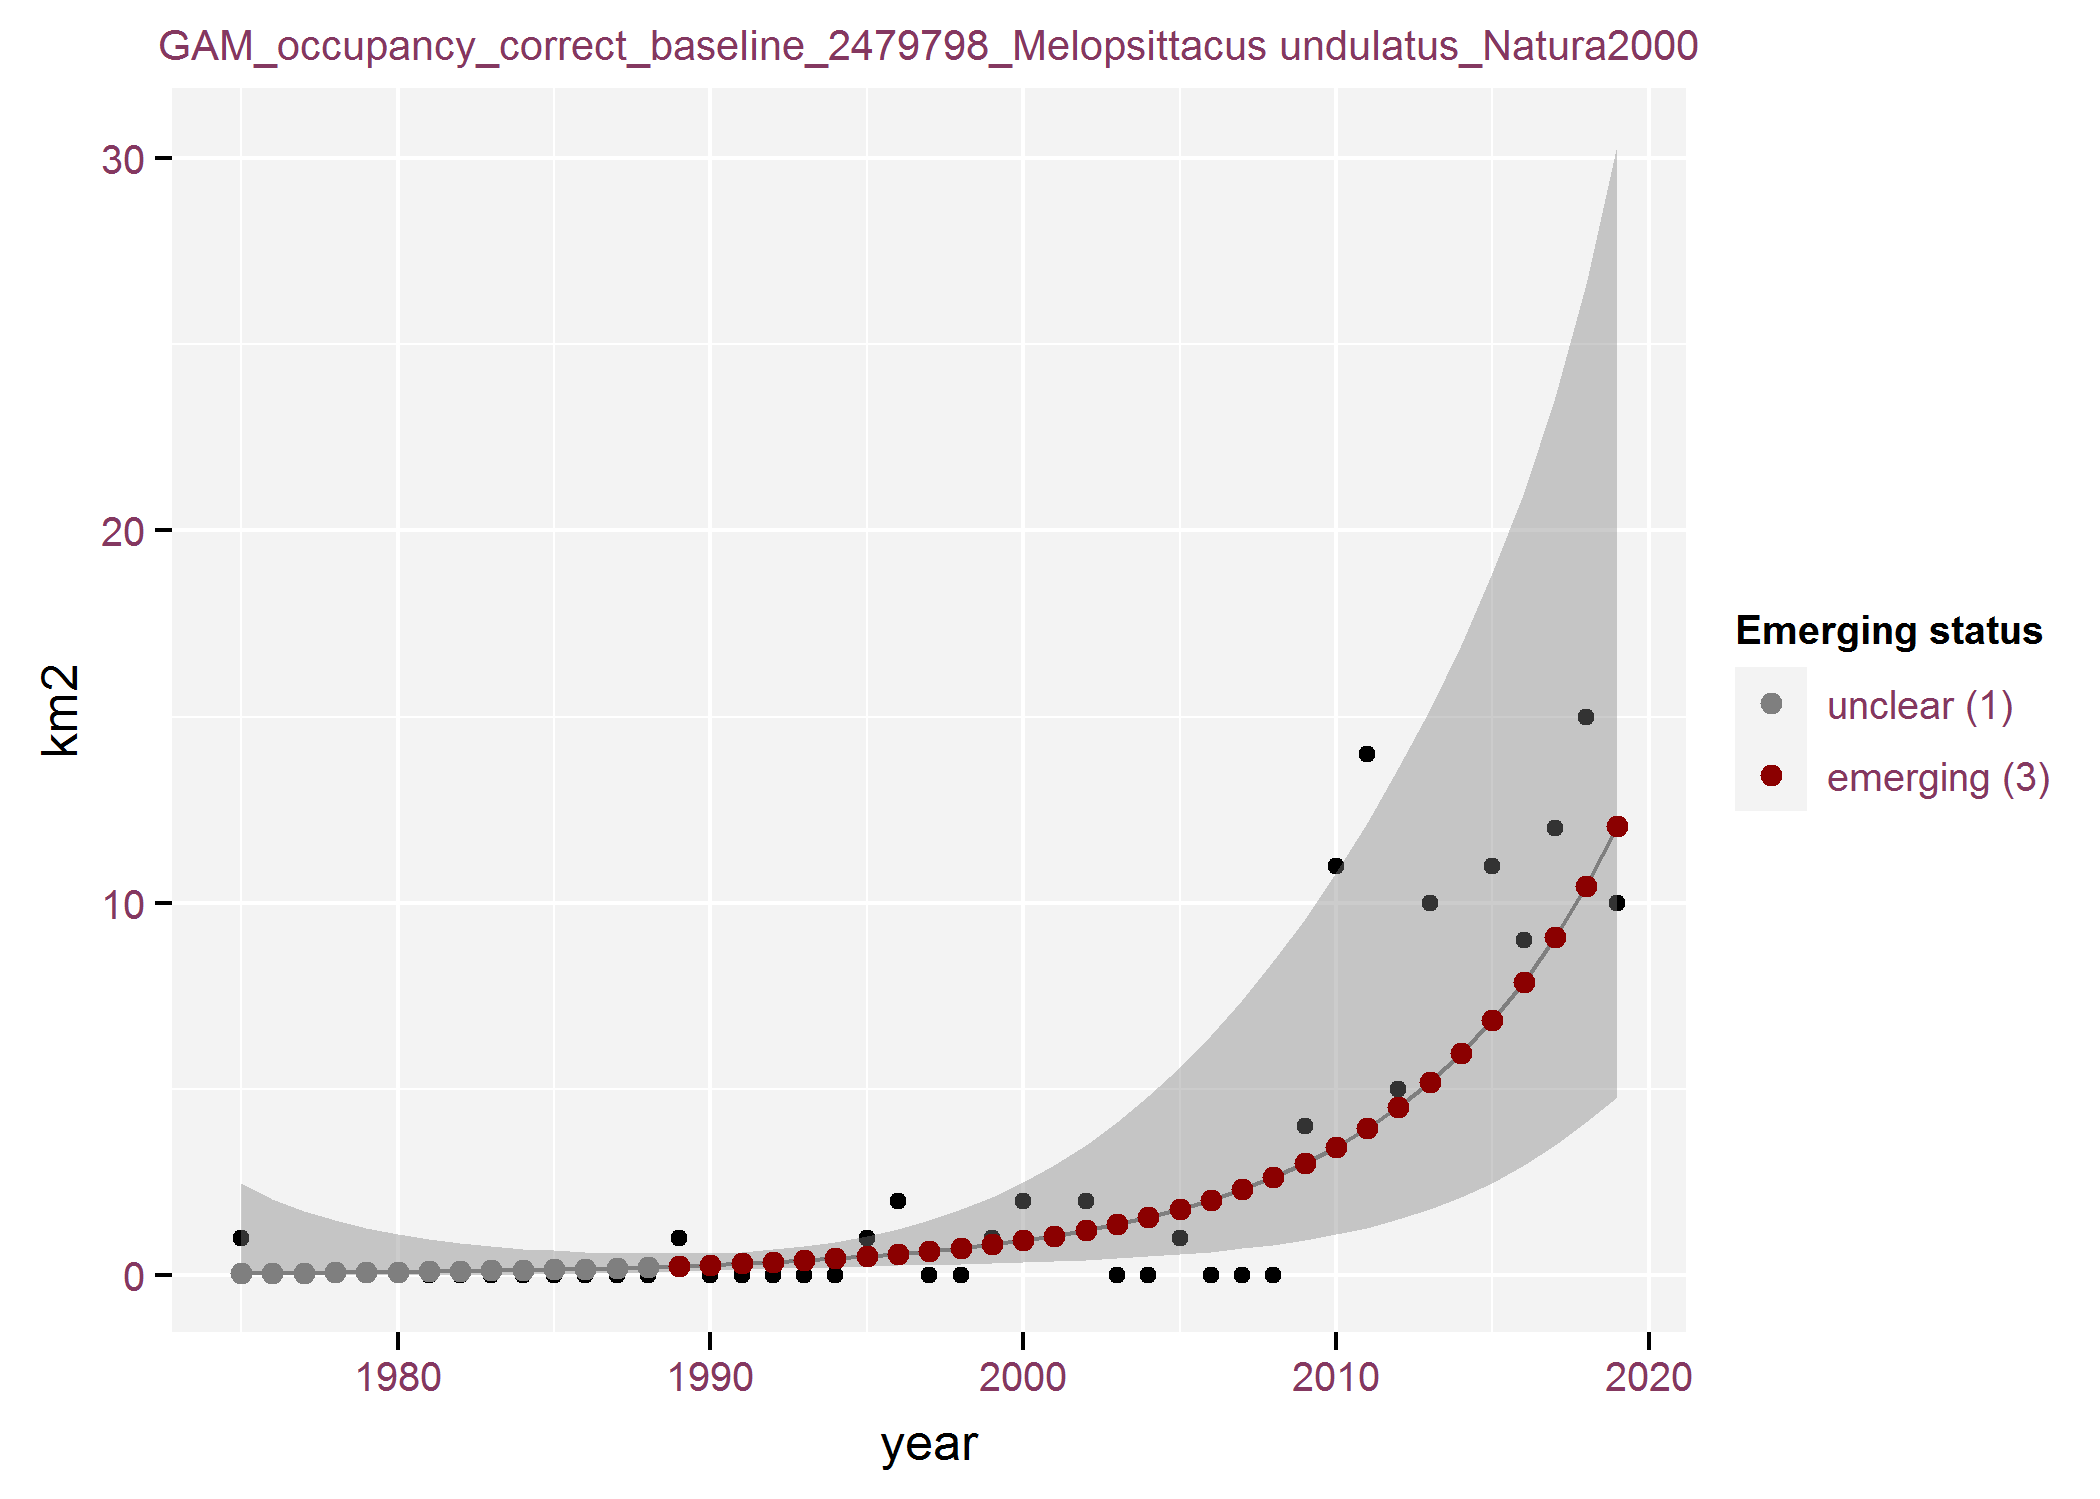 GAM_occupancy_correct_baseline_2479798_Melopsittacus undulatus_Natura2000
30
20
10
0
km2
1980 1990 2000 2010 2020
year
Emerging status
unclear (1)
emerging (3)